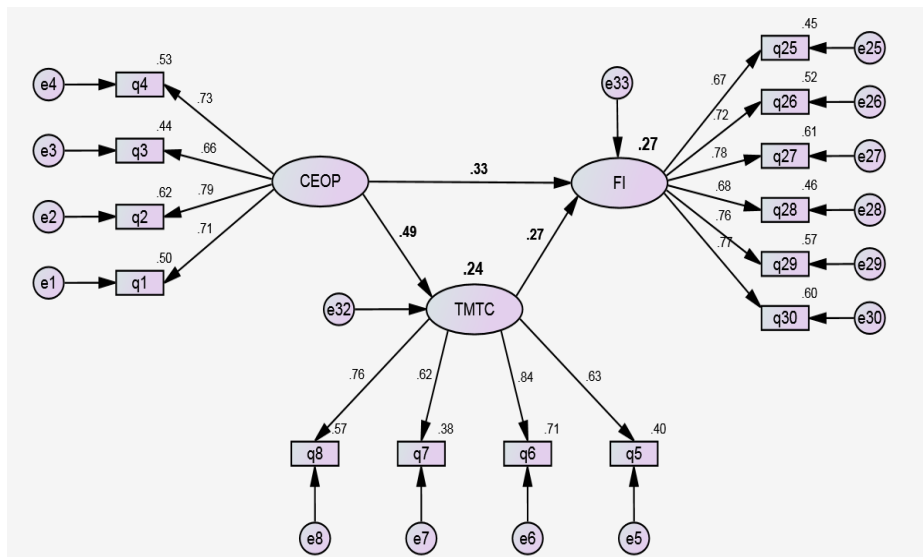 .45
q25
e25
.53
e4
q4
.73
e33
.67
.52
q26
e26
.72
.44
e3
q3
.66
.27
.61
q27
e27
.78
CEOP
.33
FI
.62
e2
q2
.79
.68
.46
q28
e28
.71
.76
.57
q29
e29
.50
e1
q1
.49
.27
.77
.24
e32
TMTC
.60
q30
e30
.76
.62
.84
.63
.57
q8
.38
q7
.71
q6
.40
q5
e8
e7
e6
e5